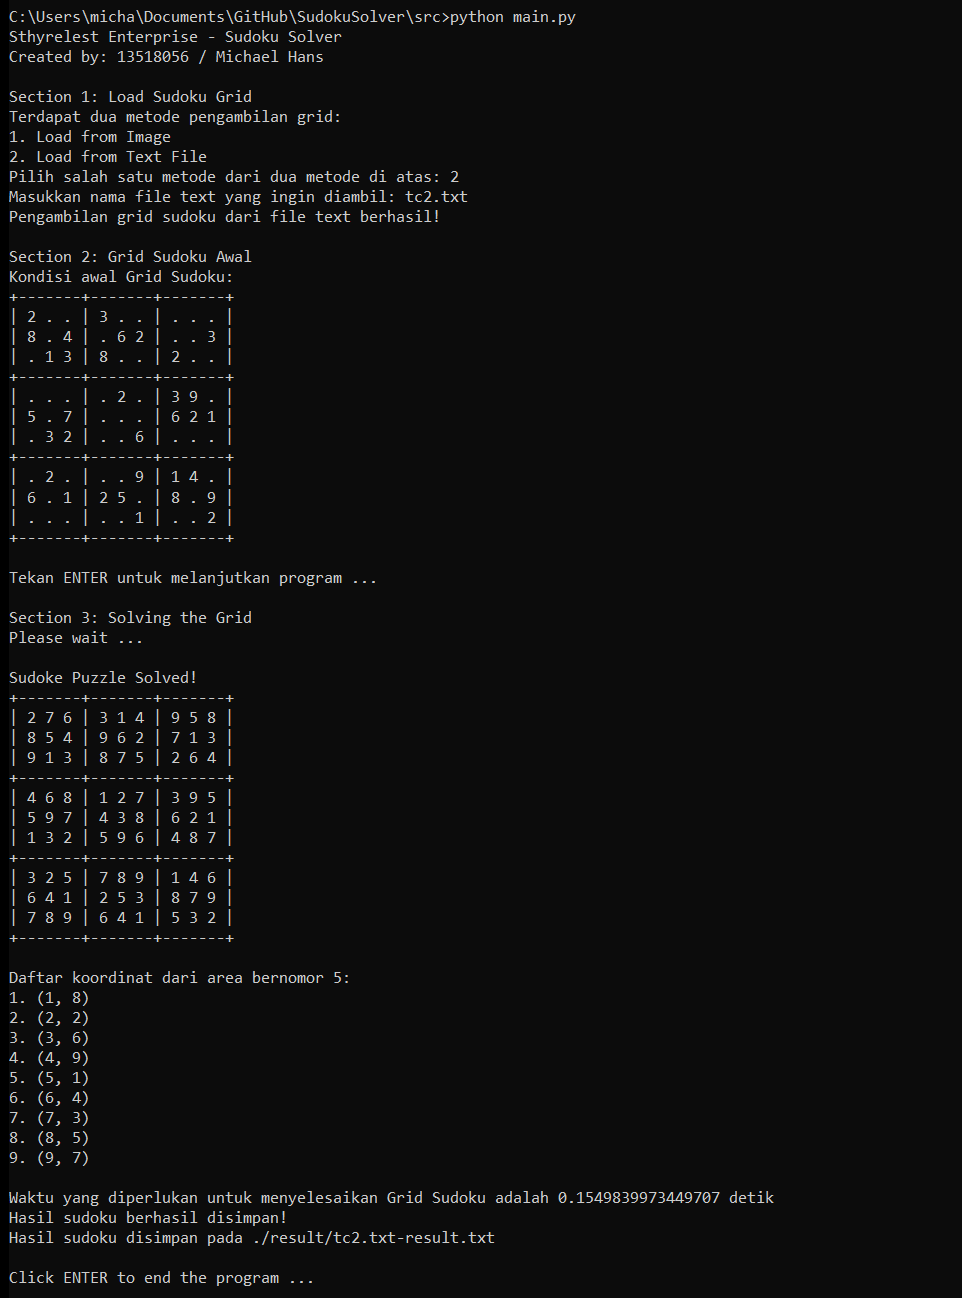 C:\Users\micha\Documents\GitHub\SudokuSolver\src>python main.py
Sthyrelest Enterprise - Sudoku Solver
Created by: 13518056 / Michael Hans

Section 1: Load Sudoku Grid
Terdapat dua metode pengambilan grid:
1. Load from Image
2. Load from Text File
Pilih salah satu metode dari dua metode di atas: 2
Masukkan nama file text yang ingin diambil: tc2.txt
Pengambilan grid sudoku dari file text berhasil!

Section 2: Grid Sudoku Awal
Kondisi awal Grid Sudoku:
+-------+-------+-------+
| 2 . . | 3 . . | . . . |
| 8 . 4 | . 6 2 | . . 3 |
| . 1 3 | 8 . . | 2 . . |
+-------+-------+-------+
| . . . | . 2 . | 3 9 . |
| 5 . 7 | . . . | 6 2 1 |
| . 3 2 | . . 6 | . . . |
+-------+-------+-------+
| . 2 . | . . 9 | 1 4 . |
| 6 . 1 | 2 5 . | 8 . 9 |
| . . . | . . 1 | . . 2 |
+-------+-------+-------+

Tekan ENTER untuk melanjutkan program ...

Section 3: Solving the Grid
Please wait ...

Sudoke Puzzle Solved!
+-------+-------+-------+
| 2 7 6 | 3 1 4 | 9 5 8 |
| 8 5 4 | 9 6 2 | 7 1 3 |
| 9 1 3 | 8 7 5 | 2 6 4 |
+-------+-------+-------+
| 4 6 8 | 1 2 7 | 3 9 5 |
| 5 9 7 | 4 3 8 | 6 2 1 |
| 1 3 2 | 5 9 6 | 4 8 7 |
+-------+-------+-------+
| 3 2 5 | 7 8 9 | 1 4 6 |
| 6 4 1 | 2 5 3 | 8 7 9 |
| 7 8 9 | 6 4 1 | 5 3 2 |
+-------+-------+-------+

Daftar koordinat dari area bernomor 5:
1. (1, 8)
2. (2, 2)
3. (3, 6)
4. (4, 9)
5. (5, 1)
6. (6, 4)
7. (7, 3)
8. (8, 5)
9. (9, 7)

Waktu yang diperlukan untuk menyelesaikan Grid Sudoku adalah 0.1549839973449707 detik
Hasil sudoku berhasil disimpan!
Hasil sudoku disimpan pada ./result/tc2.txt-result.txt

Click ENTER to end the program ...